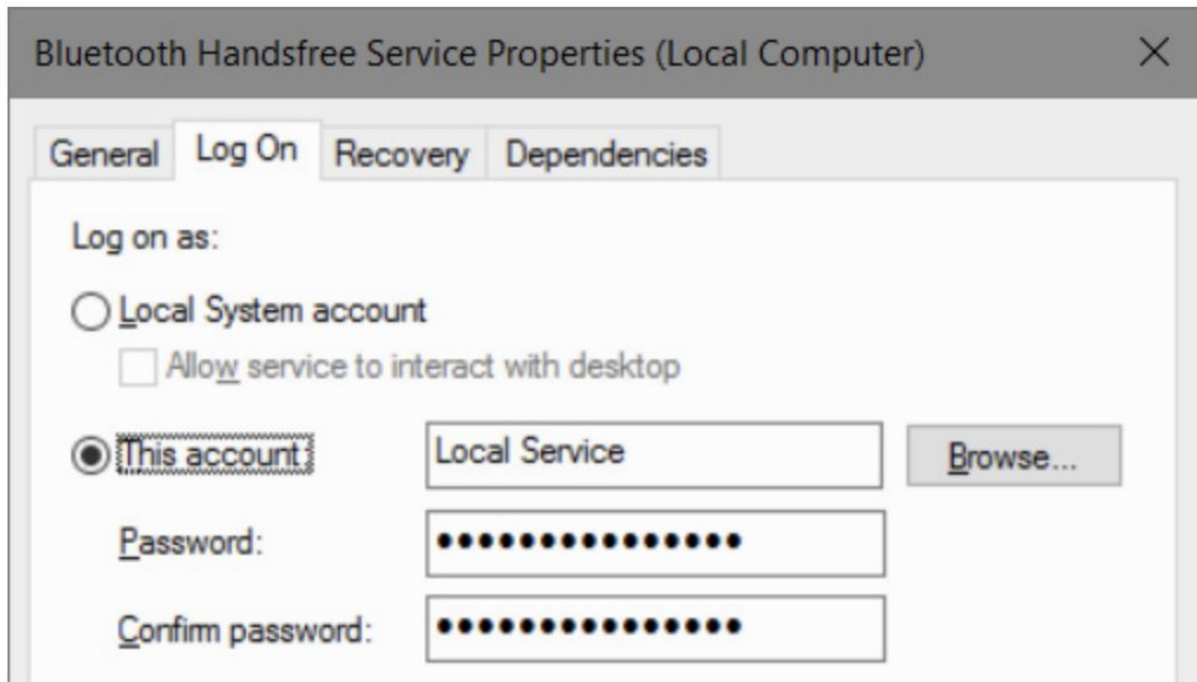 Bluetooth Handsfree Service Properties (Local Computer)
General Log On Recovery Dependencies
Log on as:
Local System account
Allow service to interact with desktop
This account: Local Service Browse...
Password: •••••••••••••••
Confirm password: •••••••••••••••